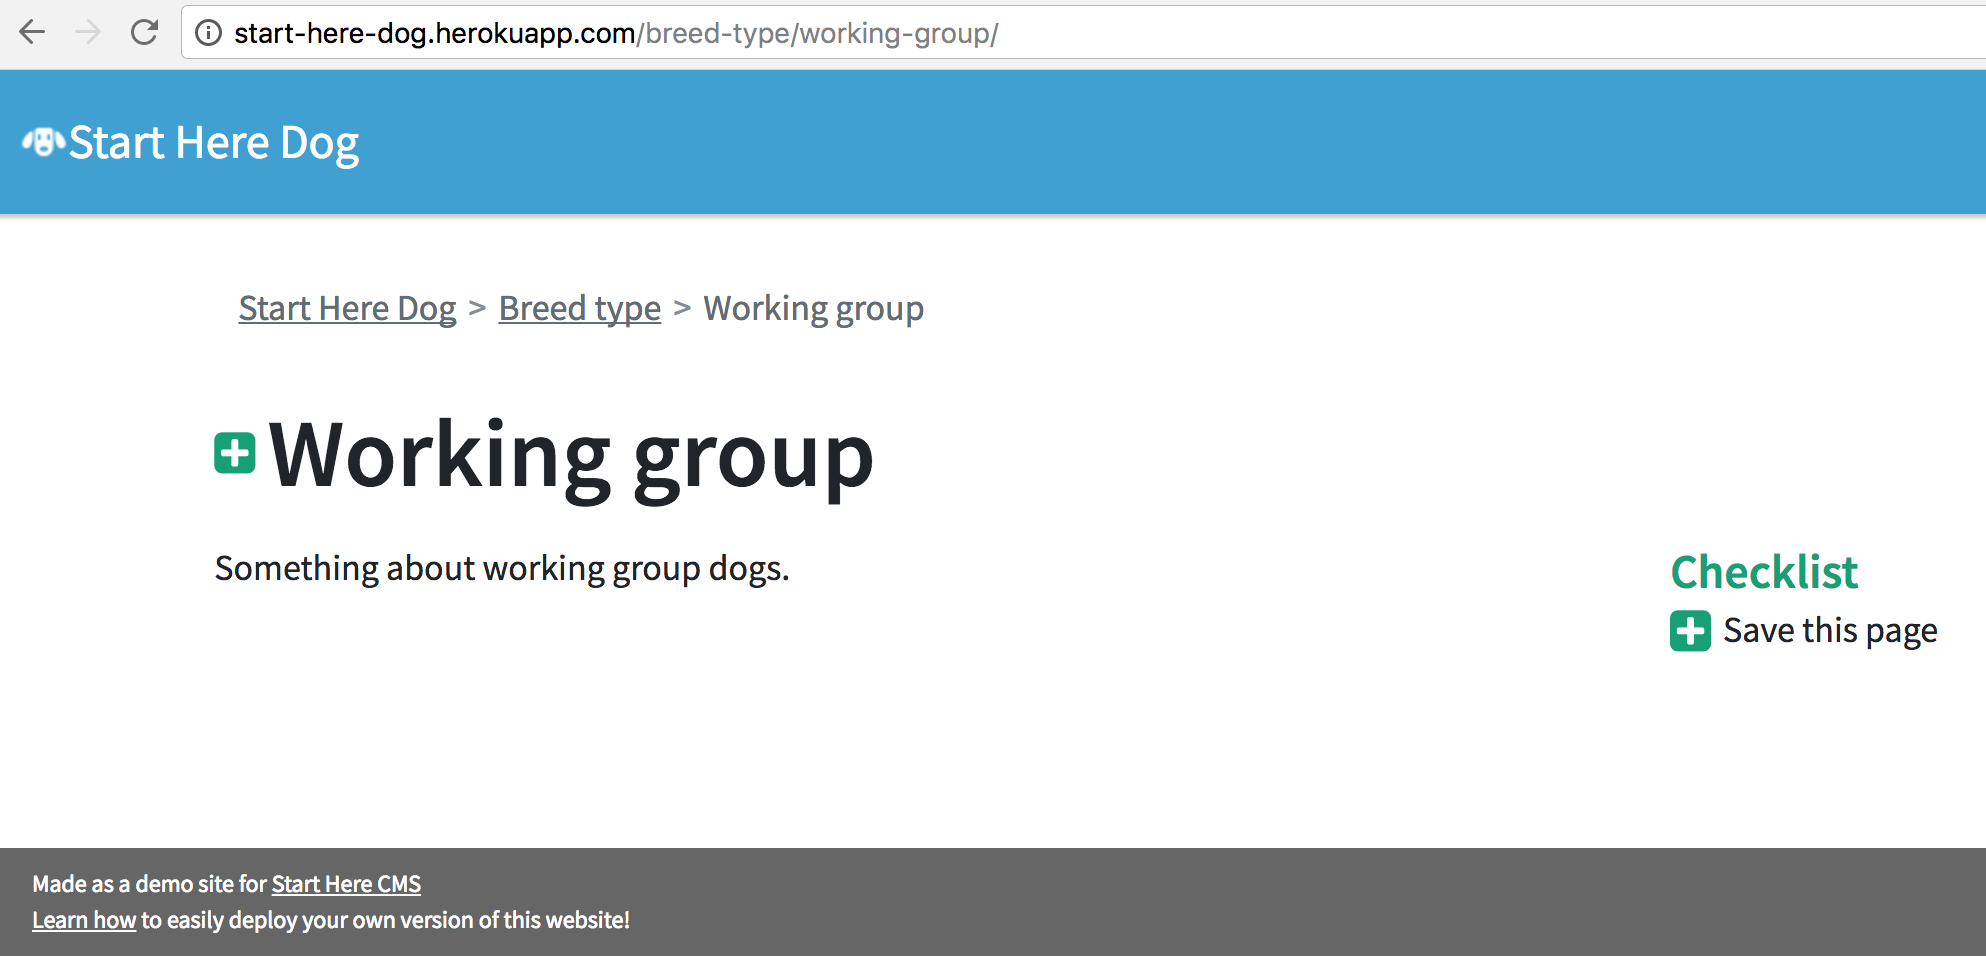 start-here-dog.herokuapp.com/breed-type/working-group/
Start Here Dog
Start Here Dog > Breed type > Working group
Working group
Something about working group dogs.
Checklist
Save this page
Made as a demo site for Start Here CMS
Learn how to easily deploy your own version of this website!